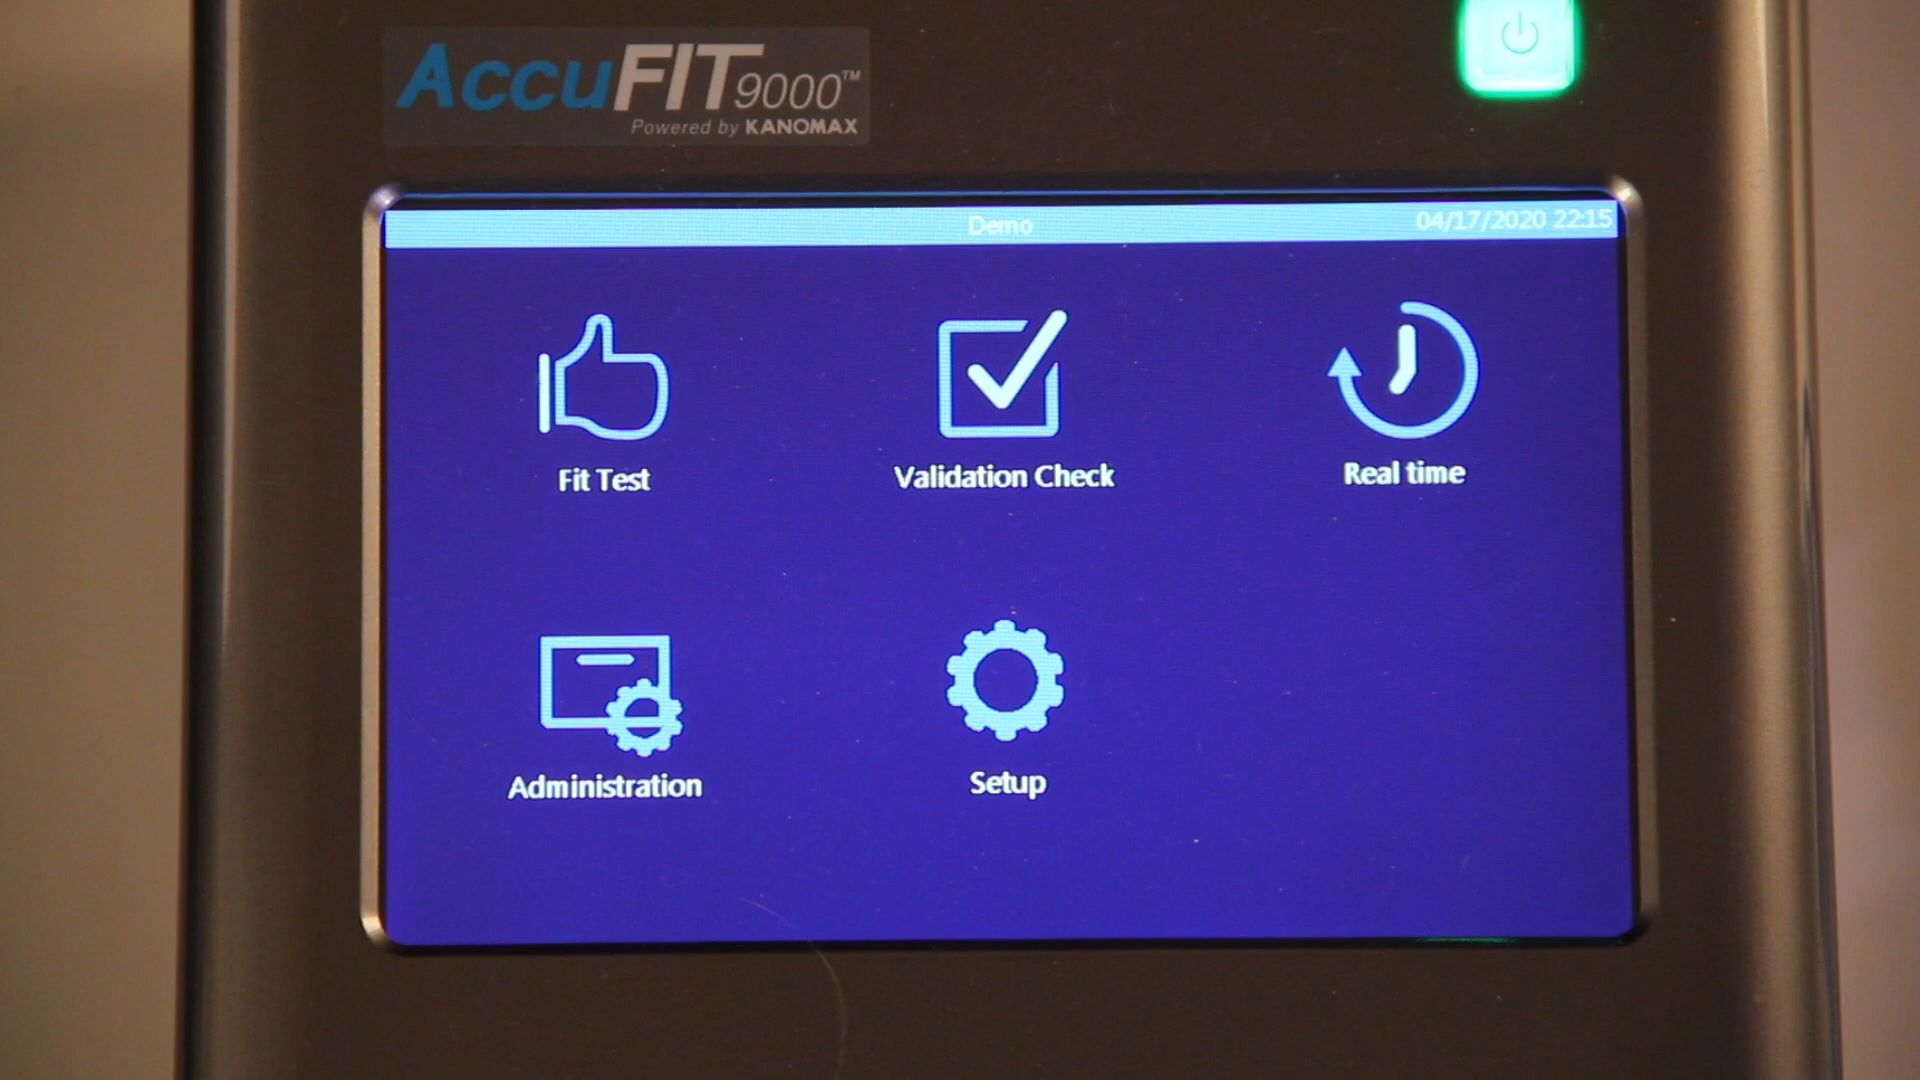 AccuFIT9000™
Powered by KANOMAX
Demo
04/17/2020 22:15
Fit Test
Validation Check
Real time
Administration
Setup